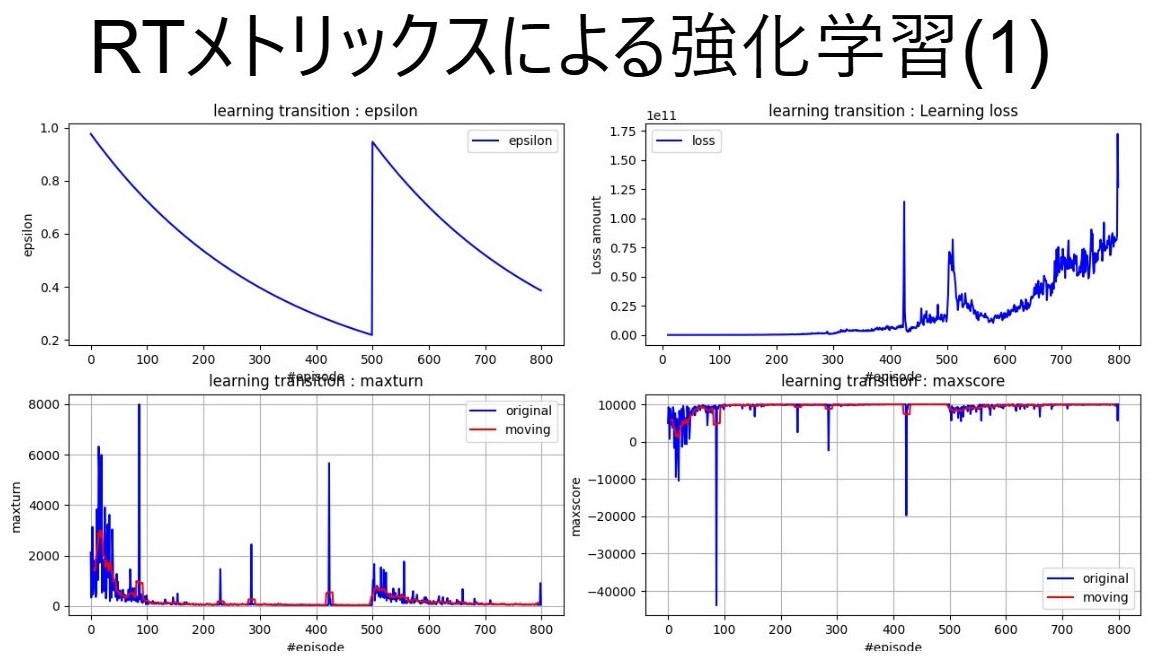 RTメトリックスによる強化学習(1)
learning transition : epsilon
epsilon
1.0
0.8
0.6
0.4
0.2
epsilon
0 100 200 300 400 500 600 700 800
#episode
learning transition : Learning loss
1e11
loss
1.75
1.50
1.25
1.00
0.75
0.50
0.25
0.00
Loss amount
0 100 200 300 400 500 600 700 800
#episode
learning transition : maxturn
original
moving
8000
6000
4000
2000
0
maxturn
0 100 200 300 400 500 600 700 800
#episode
learning transition : maxscore
10000
0
−10000
−20000
−30000
−40000
maxscore
original
moving
0 100 200 300 400 500 600 700 800
#episode